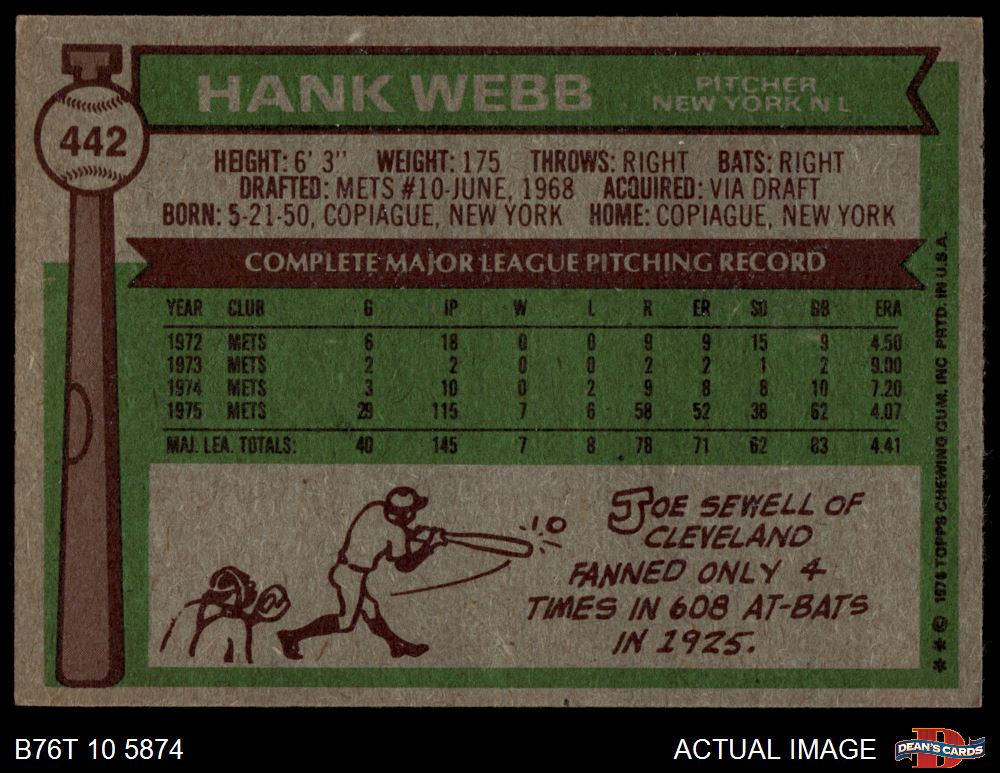 442
HANK WEBB
PITCHER
NEW YORK N L
HEIGHT: 6' 3" WEIGHT: 175 THROWS: RIGHT BATS: RIGHT
DRAFTED: METS #10-JUNE, 1968 ACQUIRED: VIA DRAFT
BORN: 5-21-50, COPIAGUE, NEW YORK HOME: COPIAGUE, NEW YORK
COMPLETE MAJOR LEAGUE PITCHING RECORD
YEAR CLUB G IP W L R ER SO BB ERA
1972 METS 6 18 0 0 9 9 15 9 4.50
1973 METS 2 2 0 0 2 2 1 2 9.00
1974 METS 3 10 0 2 9 8 8 10 7.20
1975 METS 29 115 7 6 58 52 38 62 4.07
MAJ. LEA. TOTALS: 40 145 7 8 78 71 62 83 4.41
JOE SEWELL OF
CLEVELAND
FANNED ONLY 4
TIMES IN 608 AT-BATS
IN 1925.
* * © 1976 TOPPS CHEWING GUM, INC PRTD. IN U.S.A.
B76T 10 5874
ACTUAL IMAGE
D
DEAN'S CARDS